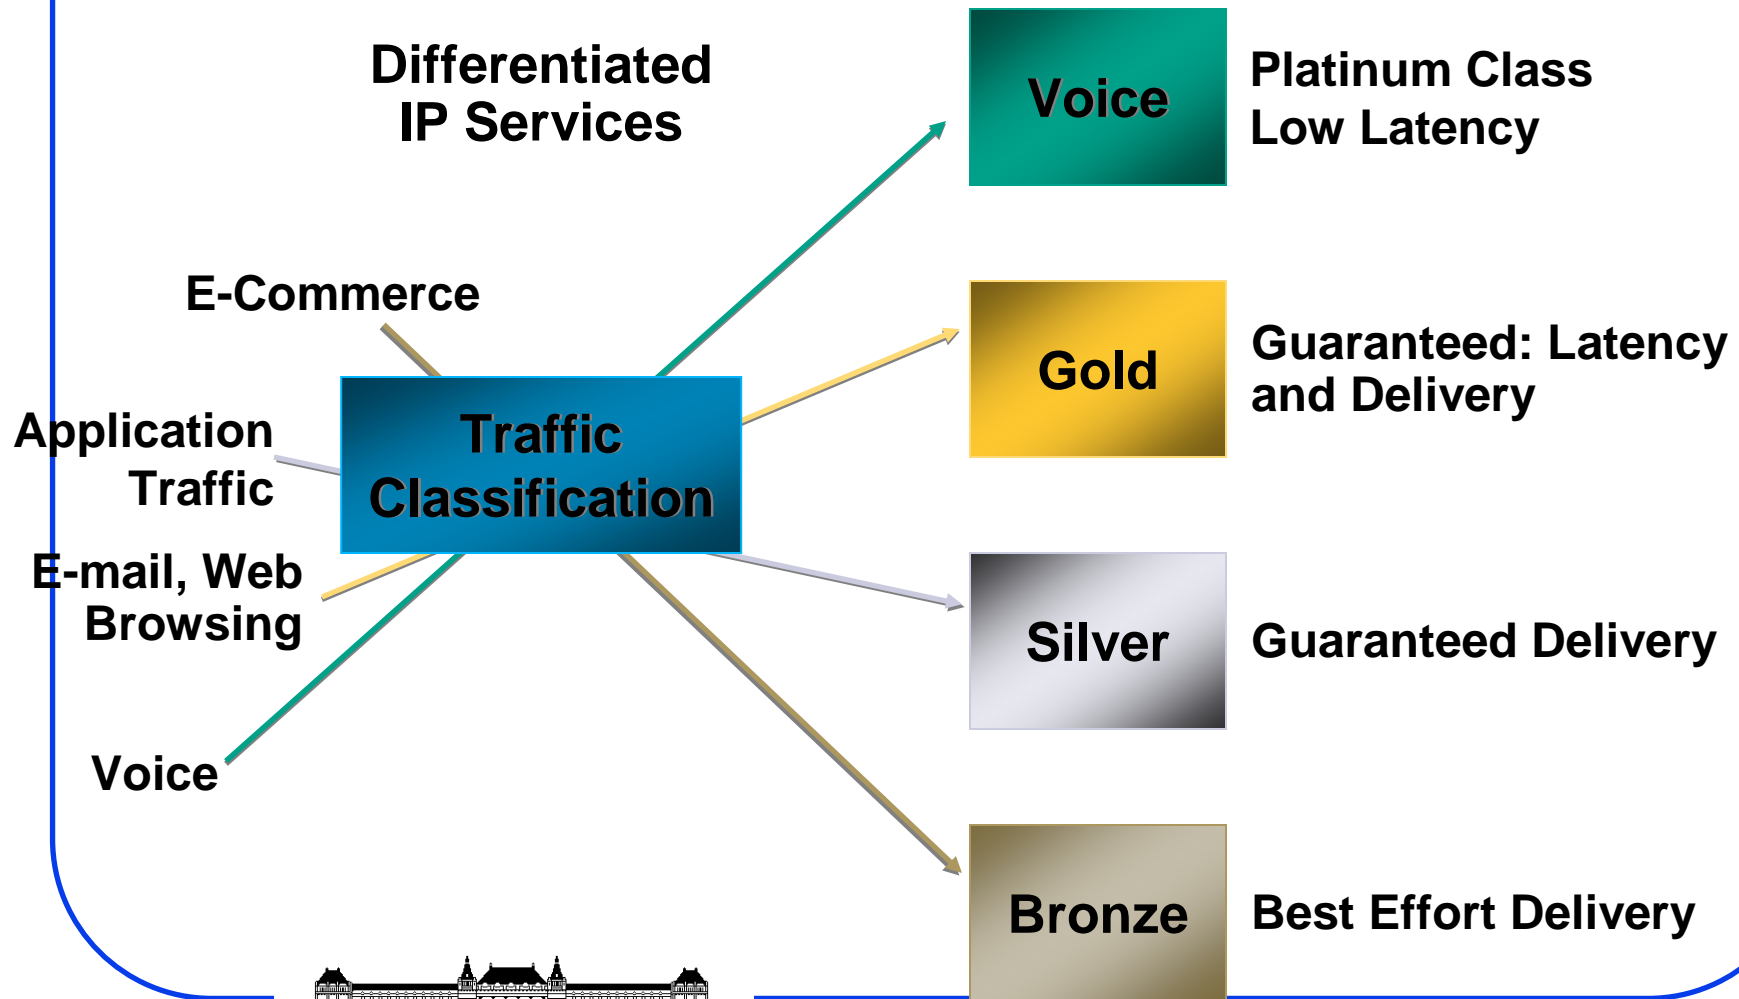 Differentiated
IP Services
E-Commerce
Application
Traffic
E-mail, Web
Browsing
Voice
Traffic
Classification
Voice
Platinum Class
Low Latency
Gold
Guaranteed: Latency
and Delivery
Silver
Guaranteed Delivery
Bronze
Best Effort Delivery